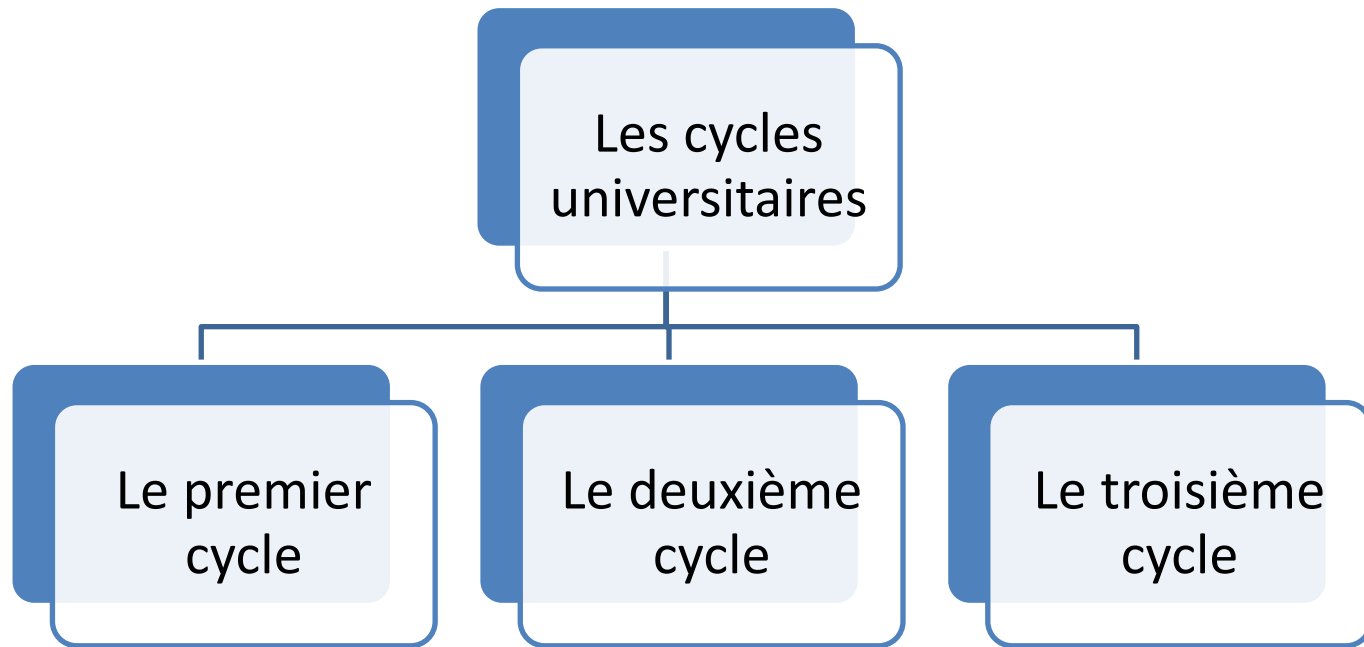 Les cycles
universitaires
Le premier
cycle
Le deuxième
cycle
Le troisième
cycle